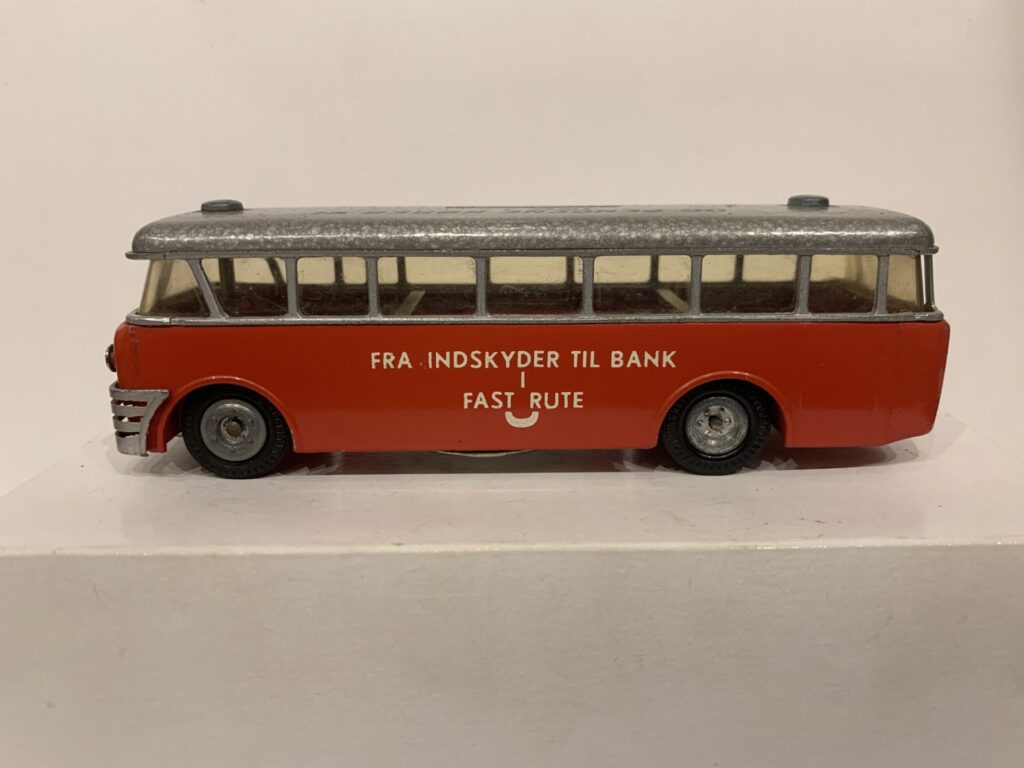 FRA INDSKYDER TIL BANK
I
FAST RUTE